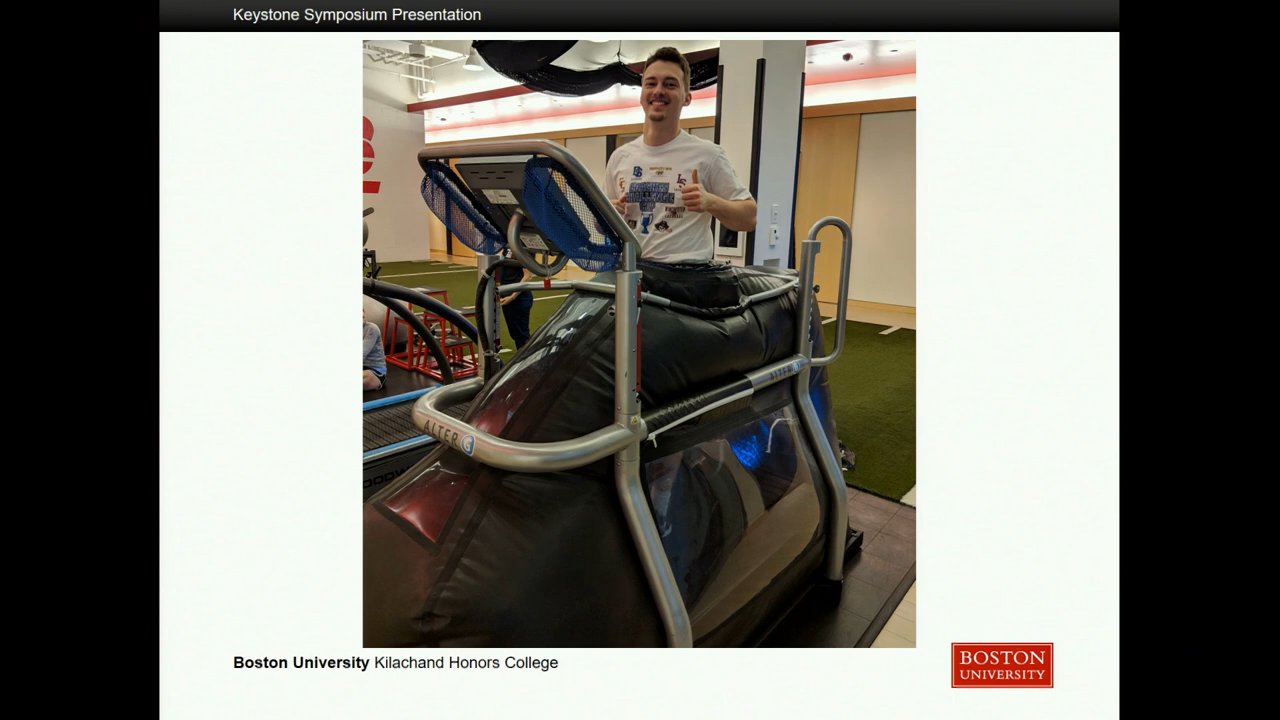 Keystone Symposium Presentation
ALTER G
ALTER G
Boston University Kilachand Honors College
BOSTON
UNIVERSITY